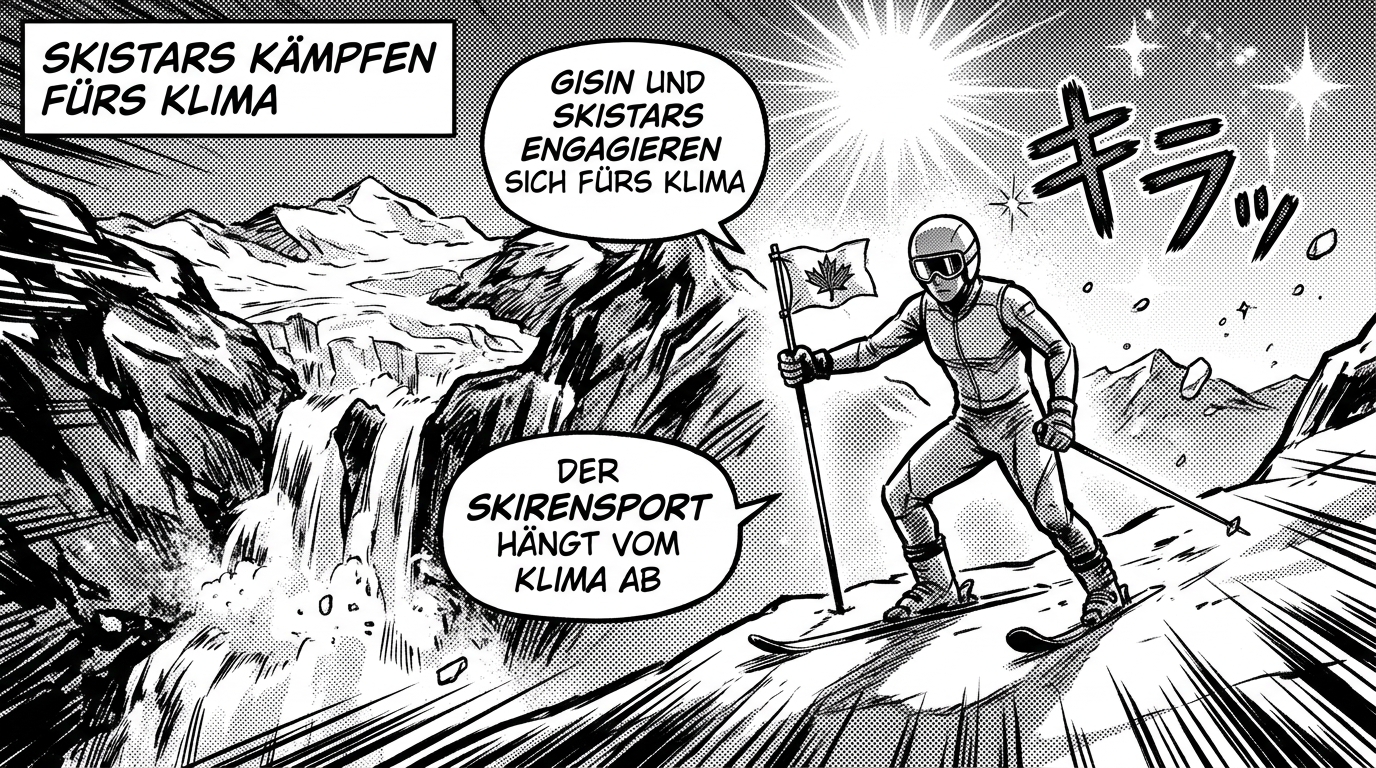 SKISTARS KÄMPFEN
FÜRS KLIMA
GISIN UND
SKISTARS
ENGAGIEREN
SICH FÜRS KLIMA
キラッ
DER
SKIRENSPORT
HÄNGT VOM
KLIMA AB